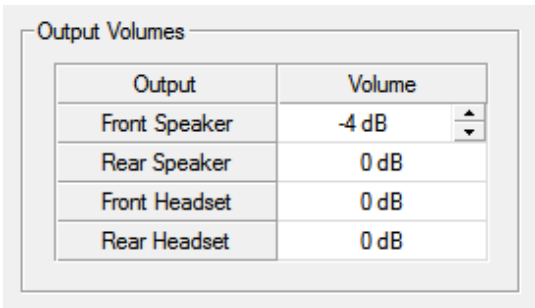 Output Volumes
Output Volume
Front Speaker -4 dB
Rear Speaker 0 dB
Front Headset 0 dB
Rear Headset 0 dB